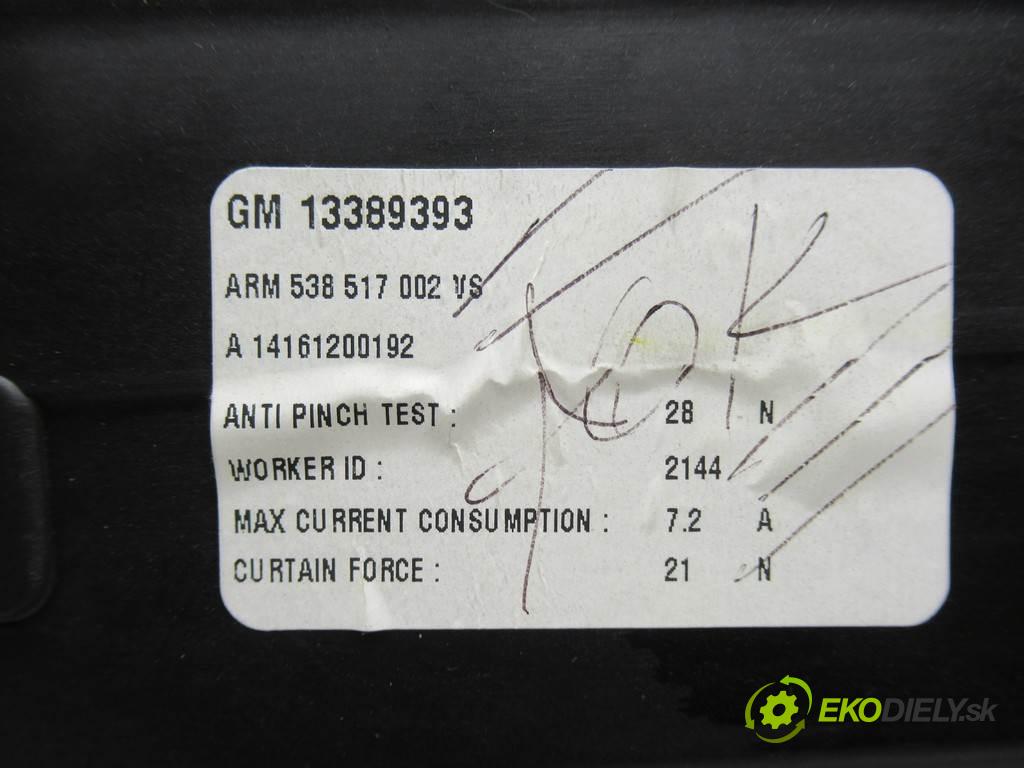 GM 13389393
ARM 538 517 002 VS
A 14161200192
ANTI PINCH TEST : 28 N
WORKER ID : 2144
MAX CURRENT CONSUMPTION : 7.2 A
CURTAIN FORCE : 21 N
EKODIELY.sk